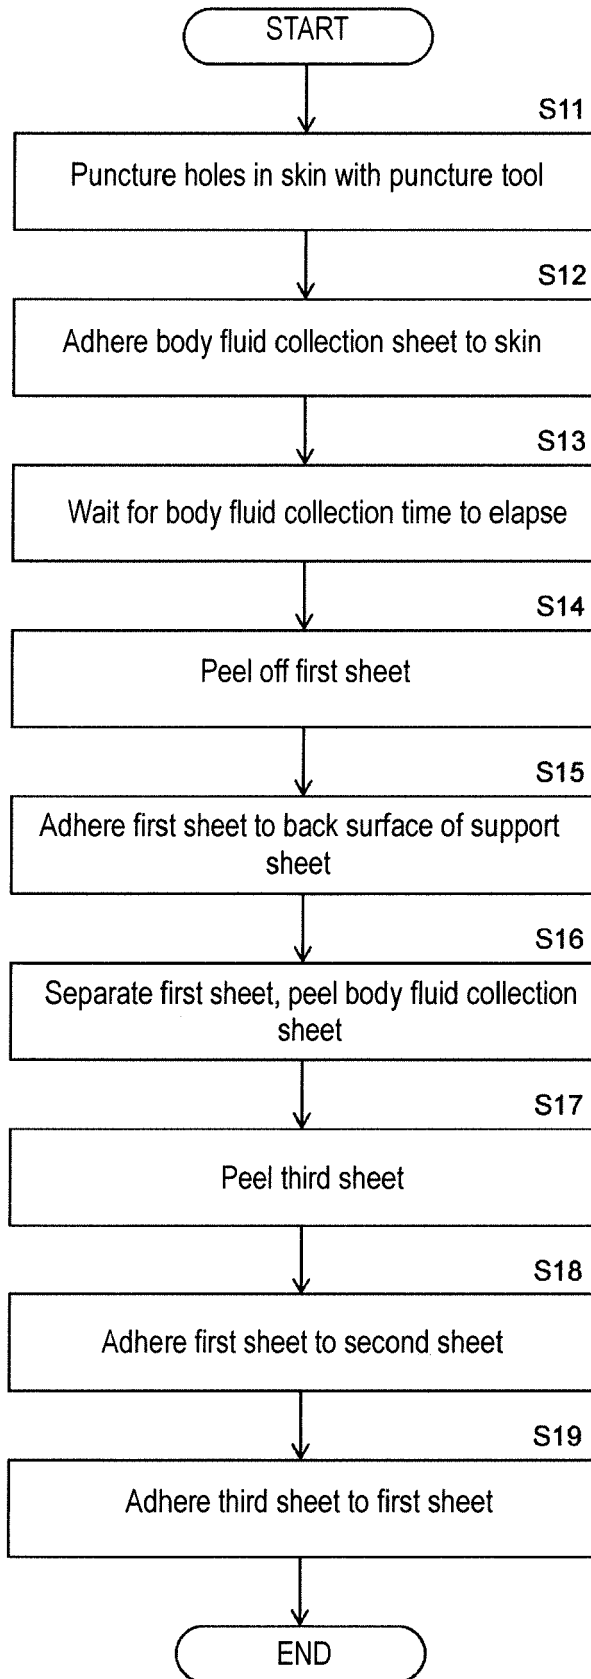 START
S11
Puncture holes in skin with puncture tool
S12
Adhere body fluid collection sheet to skin
S13
Wait for body fluid collection time to elapse
S14
Peel off first sheet
S15
Adhere first sheet to back surface of support
sheet
S16
Separate first sheet, peel body fluid collection
sheet
S17
Peel third sheet
S18
Adhere first sheet to second sheet
S19
Adhere third sheet to first sheet
END